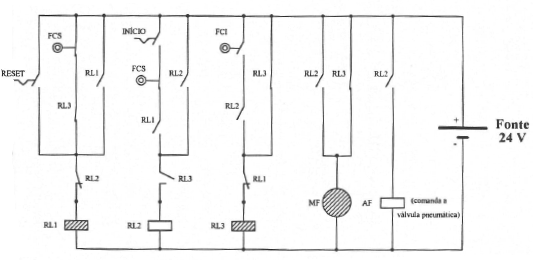 FCS
INÍCIO
FCI
RESET
RL1
FCS
RL2
RL3
RL2
RL3
RL2
RL3
RL1
RL2
Fonte
24 V
+
-
RL2
RL3
RL1
MF
AF
(comanda a
válvula pneumática)
RL1
RL2
RL3